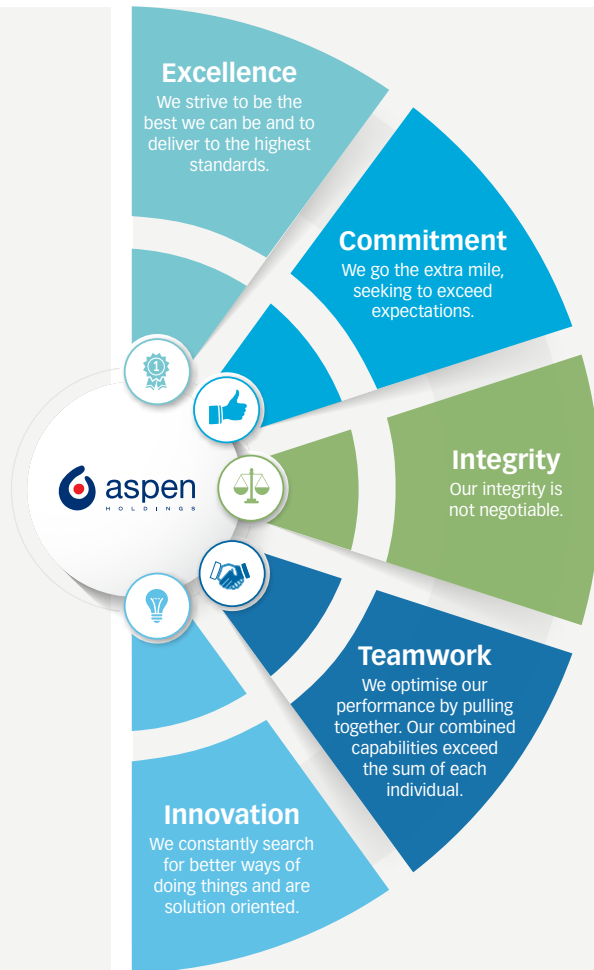 Excellence
We strive to be the
best we can be and to
deliver to the highest
standards.
Commitment
We go the extra mile,
seeking to exceed
expectations.
1
aspen
HOLDINGS
Integrity
Our integrity is
not negotiable.
Teamwork
We optimise our
performance by pulling
together. Our combined
capabilities exceed
the sum of each
individual.
Innovation
We constantly search
for better ways of
doing things and are
solution oriented.